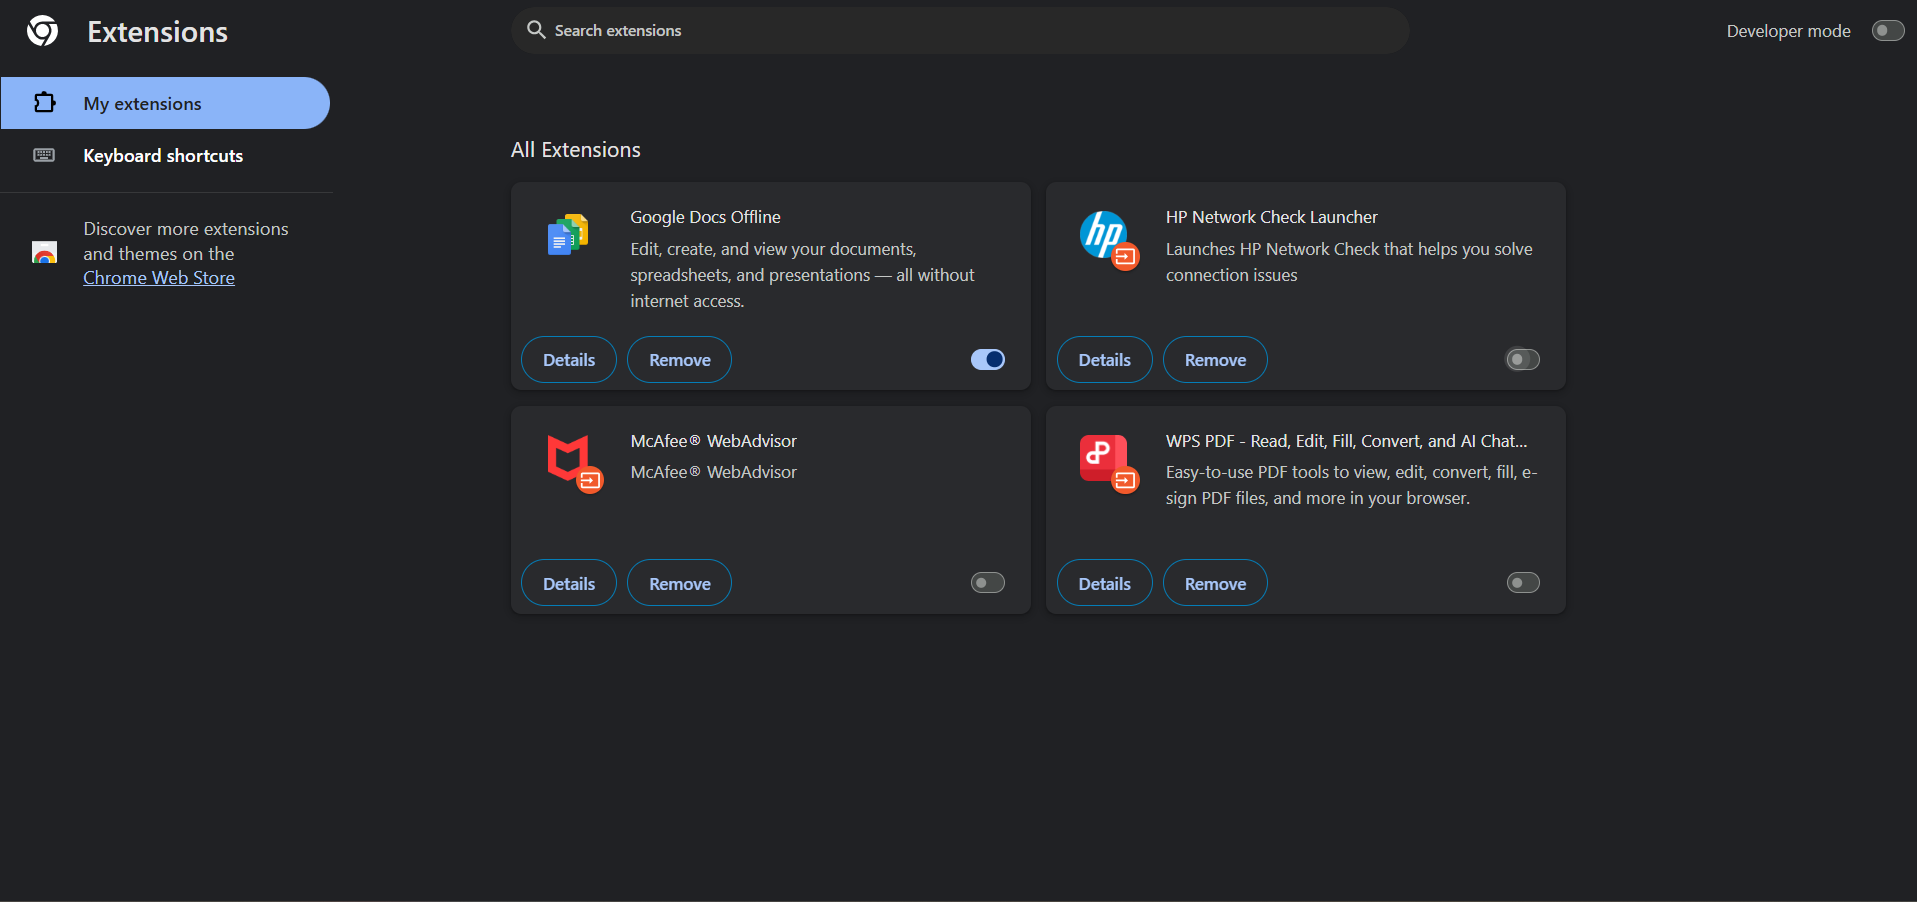 Extensions
Search extensions
Developer mode
My extensions
Keyboard shortcuts
Discover more extensions
and themes on the
Chrome Web Store
All Extensions
Google Docs Offline
Edit, create, and view your documents,
spreadsheets, and presentations — all without
internet access.
Details
Remove
hp
HP Network Check Launcher
Launches HP Network Check that helps you solve
connection issues
Details
Remove
McAfee® WebAdvisor
McAfee® WebAdvisor
Details
Remove
WPS PDF - Read, Edit, Fill, Convert, and AI Chat...
Easy-to-use PDF tools to view, edit, convert, fill, e-
sign PDF files, and more in your browser.
Details
Remove